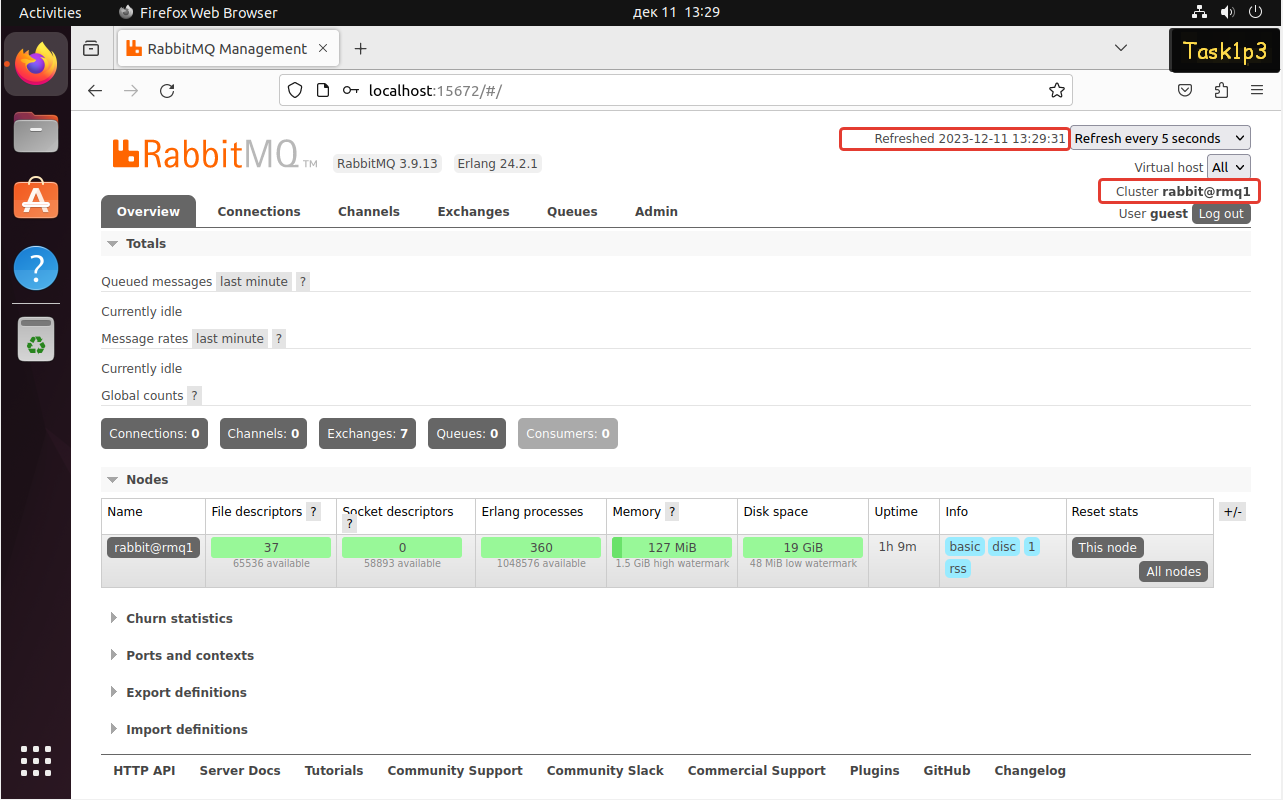 Activities Firefox Web Browser дек 11 13:29
RabbitMQ Management
Task1p3
localhost:15672/#/
RabbitMQ TM RabbitMQ 3.9.13 Erlang 24.2.1
Refreshed 2023-12-11 13:29:31 Refresh every 5 seconds
Virtual host All
Cluster rabbit@rmq1
User guest Log out
Overview Connections Channels Exchanges Queues Admin
Totals
Queued messages last minute ?
Currently idle
Message rates last minute ?
Currently idle
Global counts ?
Connections: 0 Channels: 0 Exchanges: 7 Queues: 0 Consumers: 0
Nodes
Name File descriptors ? Socket descriptors ? Erlang processes Memory ? Disk space Uptime Info Reset stats +/-
rabbit@rmq1 37 0 360 127 MiB 19 GiB 1h 9m basic disc 1 This node
65536 available 58893 available 1048576 available 1.5 GiB high watermark 48 MiB low watermark rss All nodes
Churn statistics
Ports and contexts
Export definitions
Import definitions
HTTP API Server Docs Tutorials Community Support Community Slack Commercial Support Plugins GitHub Changelog